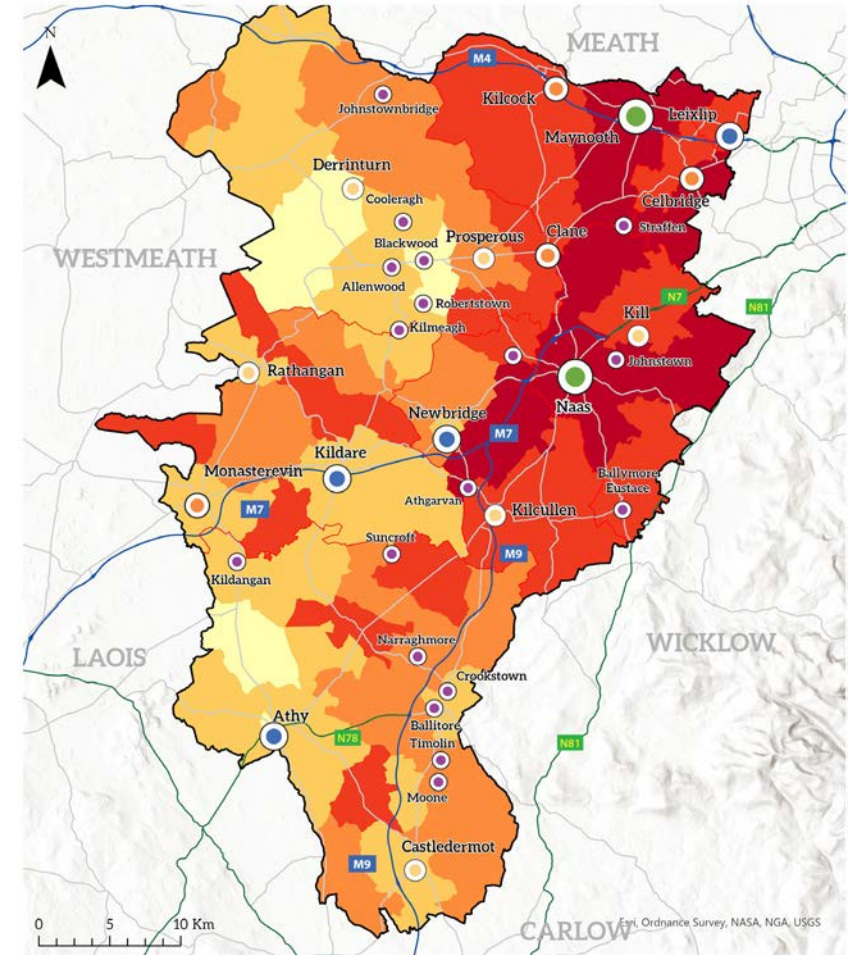 N
MEATH
M4
Kilcock
Johnstownbridge
Leixlip
Maynooth
Derrinturn
Celbridge
Cooleragh
Straffan
Blackwood
Prosperous
Clane
WESTMEATH
Allenwood
N7
N81
Robertstown
Kill
Kilmeagh
Johnstown
Rathangan
Naas
Newbridge
M7
Kildare
Monasterevin
Ballymore
Eustace
Athgarvan
M7
Kilcullen
Suncroft
M9
Kildangan
Narraghmore
WICKLOW
LAOIS
Crookstown
Athy
Ballitore
N78
Timolin
N81
Moone
Castledermot
M9
0 5 10 Km
CARLOW
Esri, Ordnance Survey, NASA, NGA, USGS